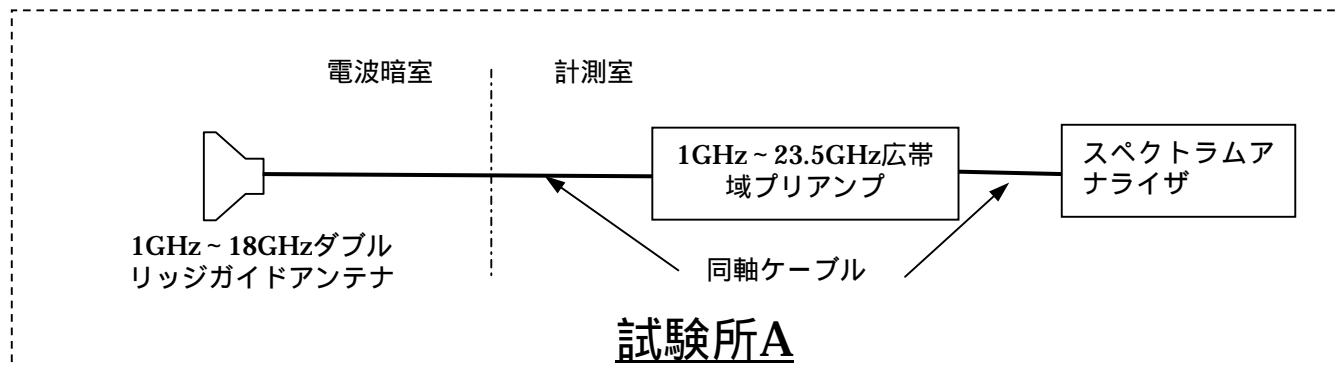 電波暗室
計測室
1GHz ~ 23.5GHz広帯
域プリアンプ
スペクトラムア
ナライザ
1GHz ~ 18GHzダブル
リッジガイドアンテナ
同軸ケーブル
試験所A